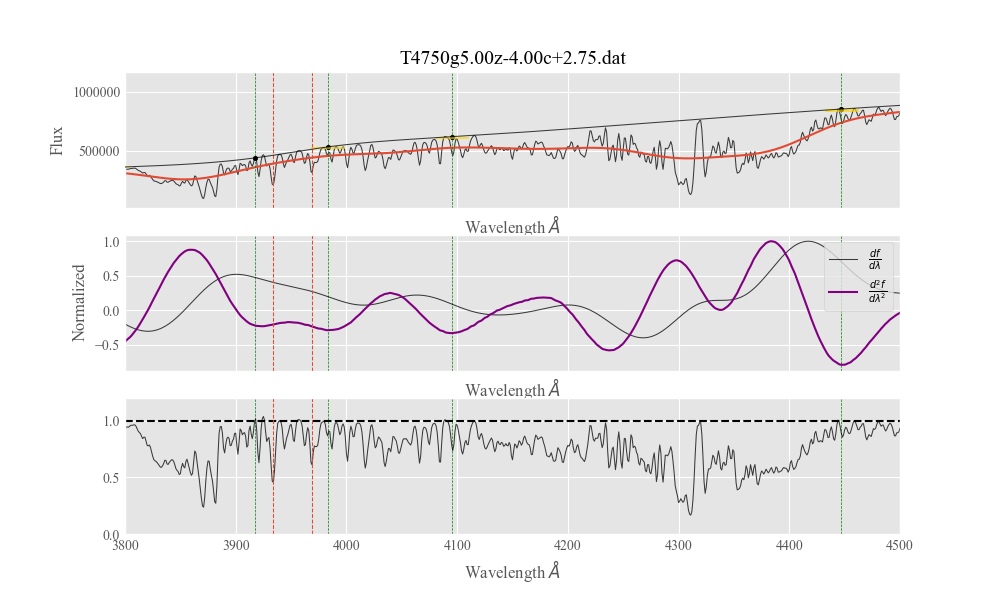 T4750g5.00z-4.00c+2.75.dat
1000000
500000
Flux
Wavelength Å
1.0
0.5
0.0
−0.5
Normalized
df/dλ
d²f/dλ²
Wavelength Å
1.0
0.5
0.0
3800 3900 4000 4100 4200 4300 4400 4500
Wavelength Å